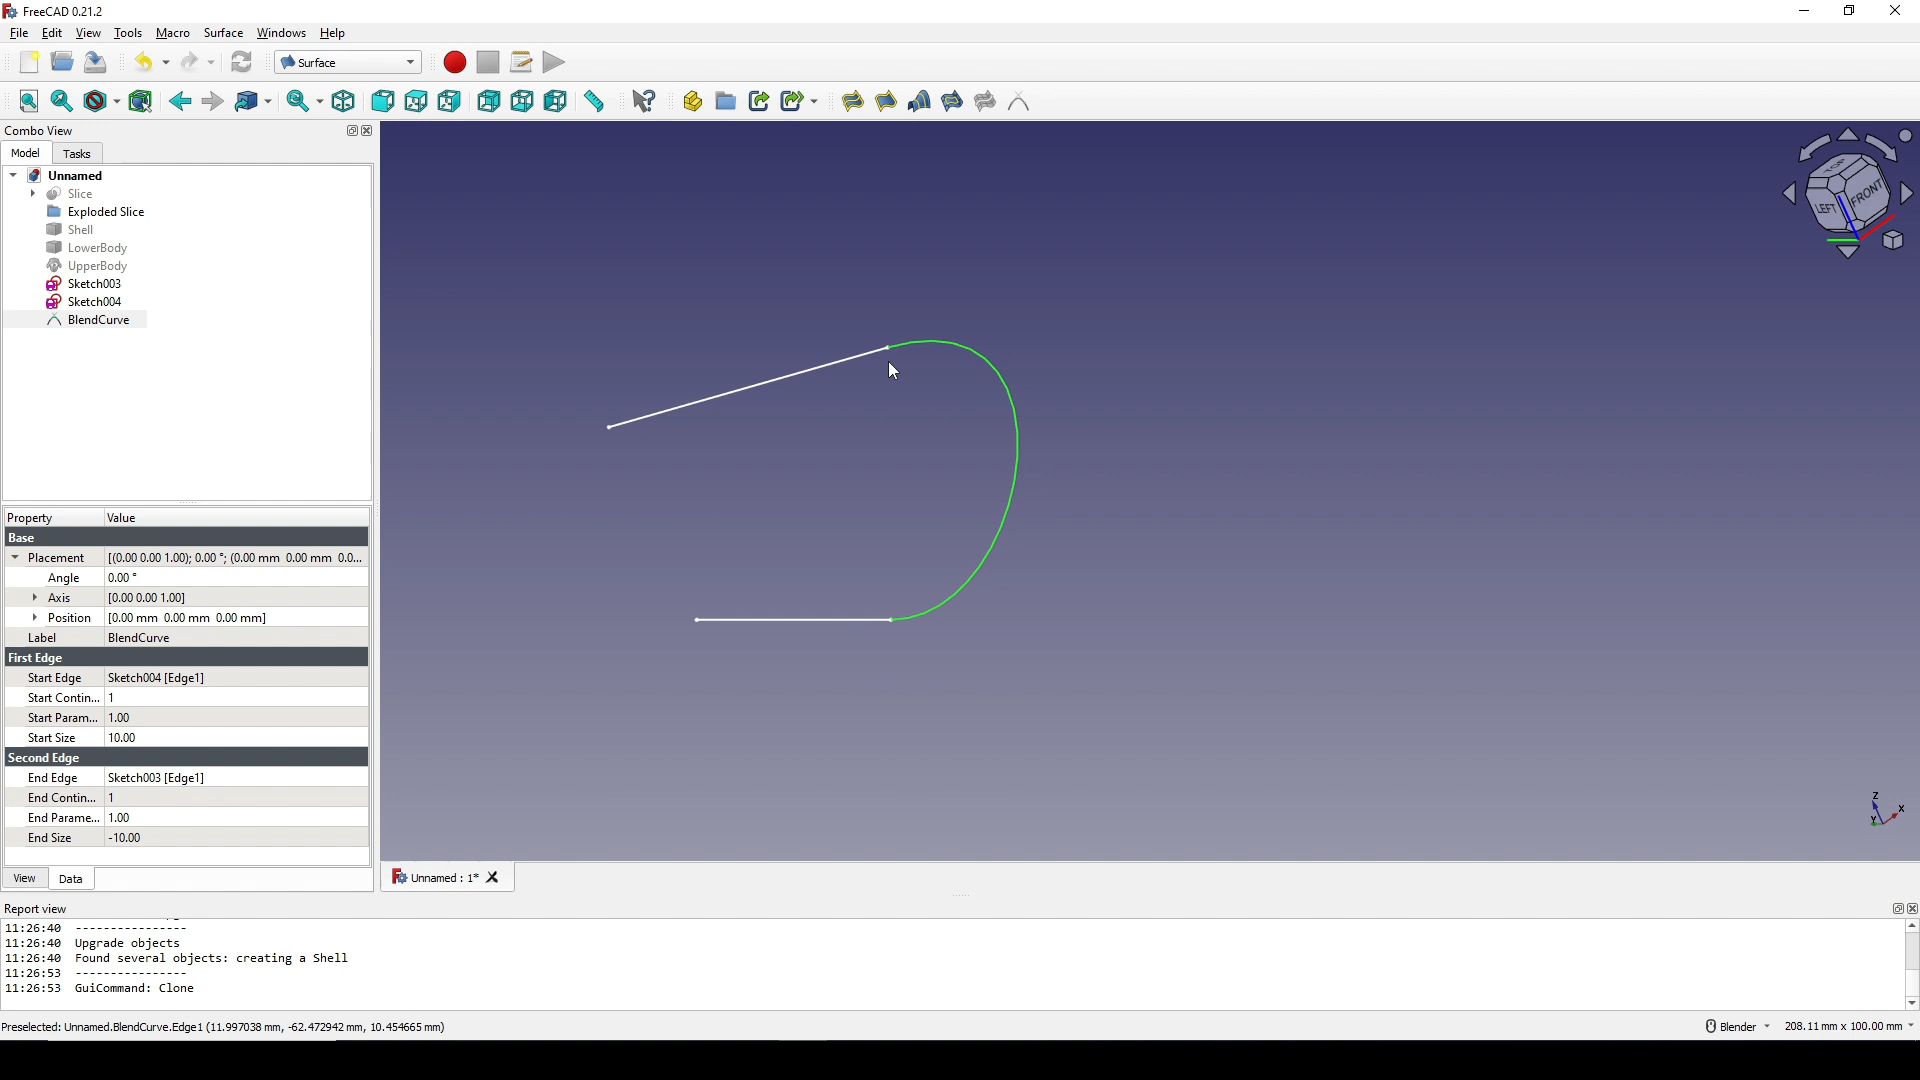 FreeCAD 0.21.2
File Edit View Tools Macro Surface Windows Help
Surface
Combo View
Model Tasks
Unnamed
Slice
Exploded Slice
Shell
LowerBody
UpperBody
Sketch003
Sketch004
BlendCurve
Property Value
Base
Placement [(0.00 0.00 1.00); 0.00 °; (0.00 mm 0.00 mm 0.0...
Angle 0.00 °
Axis [0.00 0.00 1.00]
Position [0.00 mm 0.00 mm 0.00 mm]
Label BlendCurve
First Edge
Start Edge Sketch004 [Edge1]
Start Contin... 1
Start Param... 1.00
Start Size 10.00
Second Edge
End Edge Sketch003 [Edge1]
End Contin... 1
End Parame... 1.00
End Size -10.00
View Data
TOP
LEFT FRONT
Z
X
Y
Unnamed : 1*
Report view
11:26:40 ----------------
11:26:40 Upgrade objects
11:26:40 Found several objects: creating a Shell
11:26:53 ----------------
11:26:53 GuiCommand: Clone
Preselected: Unnamed.BlendCurve.Edge1 (11.997038 mm, -62.472942 mm, 10.454665 mm)
Blender 208.11 mm x 100.00 mm